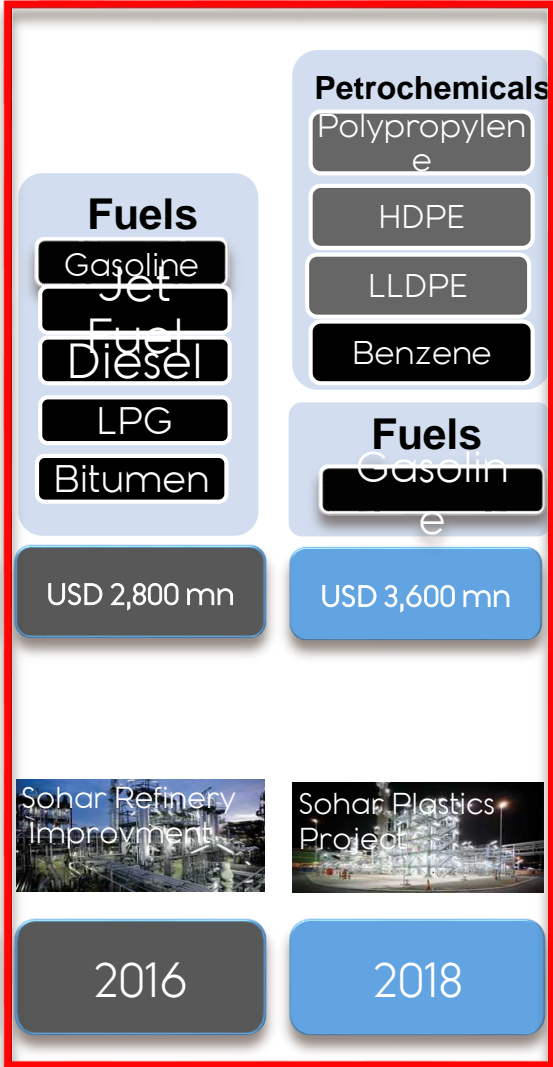 Fuels
Gasoline
Jet
Fuel
Diesel
LPG
Bitumen
USD 2,800 mn
Sohar Refinery
Improvment
2016
Petrochemicals
Polypropylen
e
HDPE
LLDPE
Benzene
Fuels
Gasolin
e
USD 3,600 mn
Sohar Plastics
Project
2018